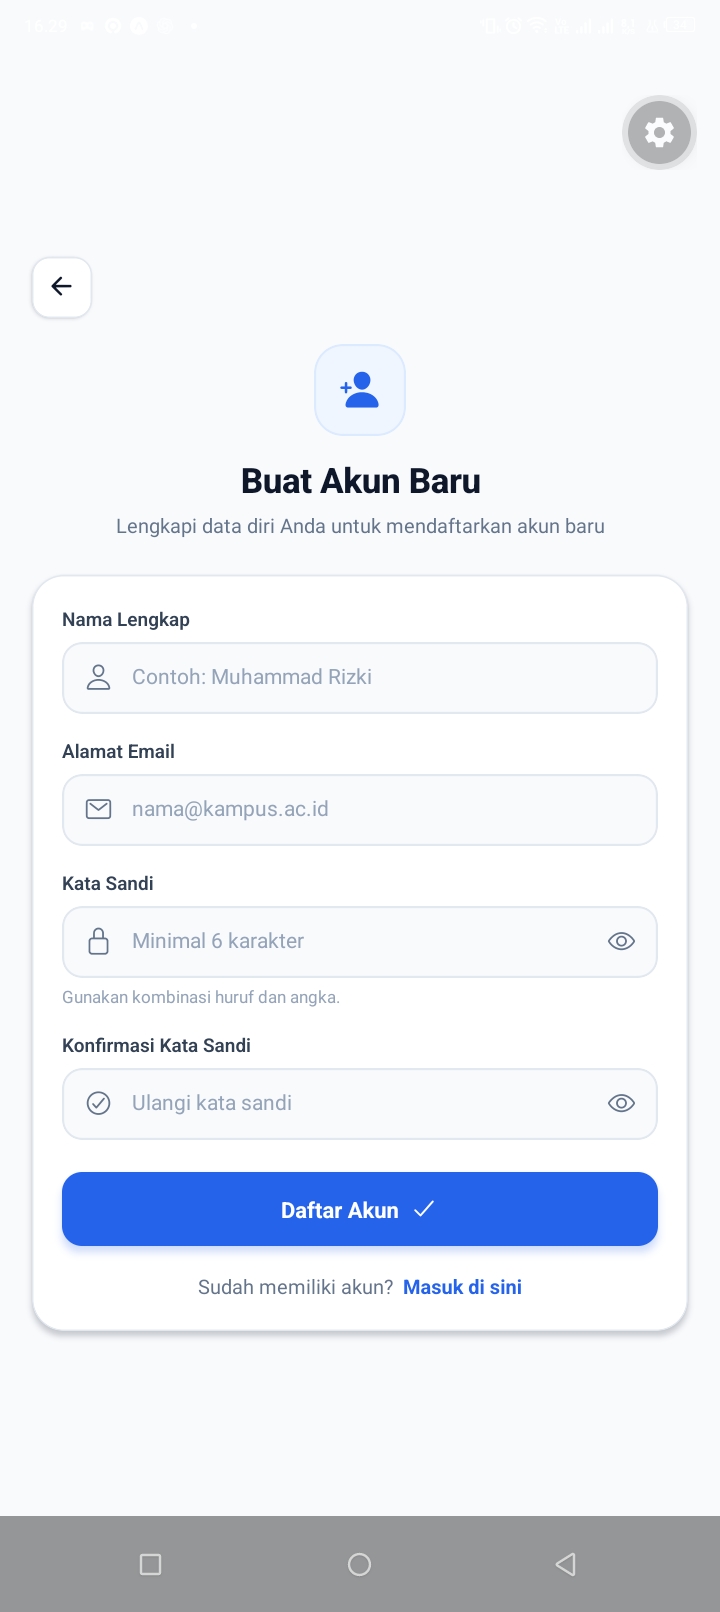 16:29
Buat Akun Baru
Lengkapi data diri Anda untuk mendaftarkan akun baru
Nama Lengkap
Contoh: Muhammad Rizki
Alamat Email
nama@kampus.ac.id
Kata Sandi
Minimal 6 karakter
Gunakan kombinasi huruf dan angka.
Konfirmasi Kata Sandi
Ulangi kata sandi
Daftar Akun
Sudah memiliki akun? Masuk di sini